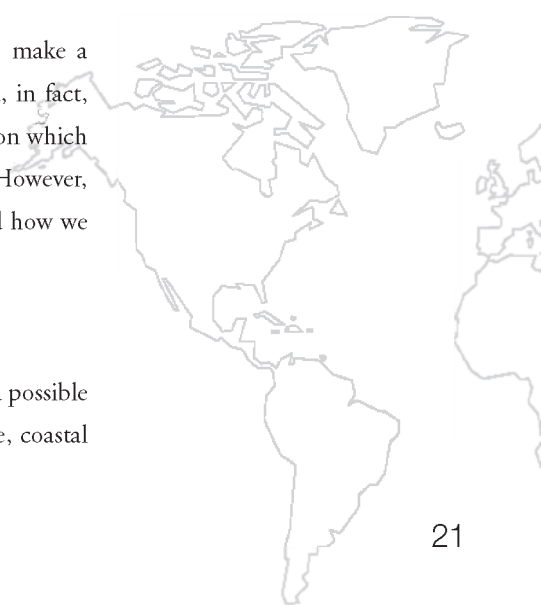 make a
, in fact,
on which
However,
how we
possible
e, coastal
21